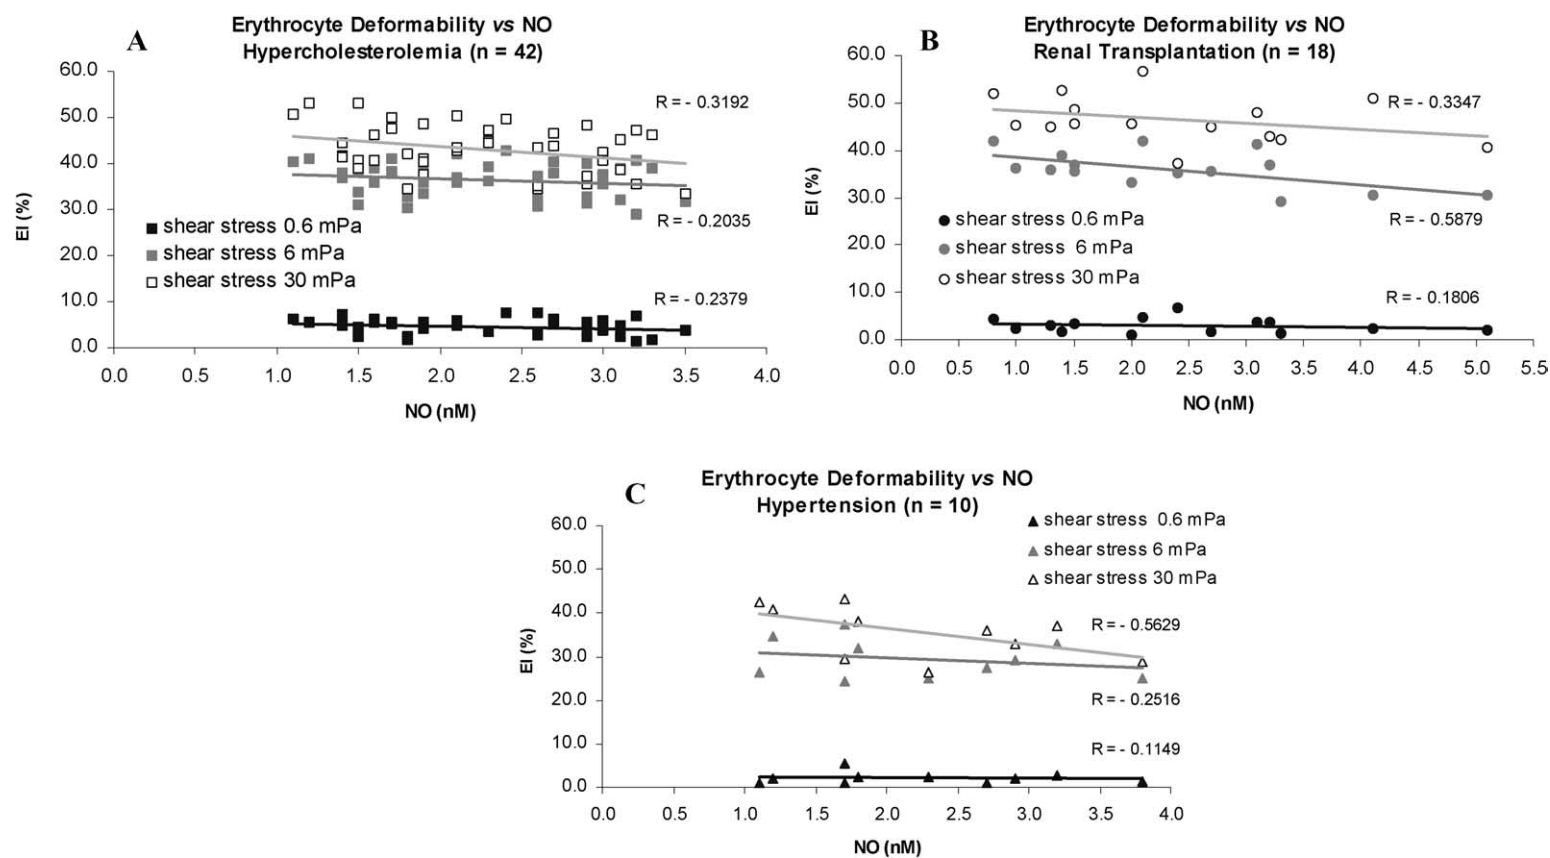 A
Erythrocyte Deformability vs NO
Hypercholesterolemia (n = 42)
60.0
50.0
40.0
30.0
20.0
10.0
0.0
EI (%)
R = - 0.3192
R = - 0.2035
R = - 0.2379
shear stress 0.6 mPa
shear stress 6 mPa
shear stress 30 mPa
0.0 0.5 1.0 1.5 2.0 2.5 3.0 3.5 4.0
NO (nM)
B
Erythrocyte Deformability vs NO
Renal Transplantation (n = 18)
60.0
50.0
40.0
30.0
20.0
10.0
0.0
EI (%)
R = - 0.3347
R = - 0.5879
R = - 0.1806
shear stress 0.6 mPa
shear stress 6 mPa
shear stress 30 mPa
0.0 0.5 1.0 1.5 2.0 2.5 3.0 3.5 4.0 4.5 5.0 5.5
NO (nM)
C
Erythrocyte Deformability vs NO
Hypertension (n = 10)
60.0
50.0
40.0
30.0
20.0
10.0
0.0
EI (%)
shear stress 0.6 mPa
shear stress 6 mPa
shear stress 30 mPa
R = - 0.5629
R = - 0.2516
R = - 0.1149
0.0 0.5 1.0 1.5 2.0 2.5 3.0 3.5 4.0
NO (nM)